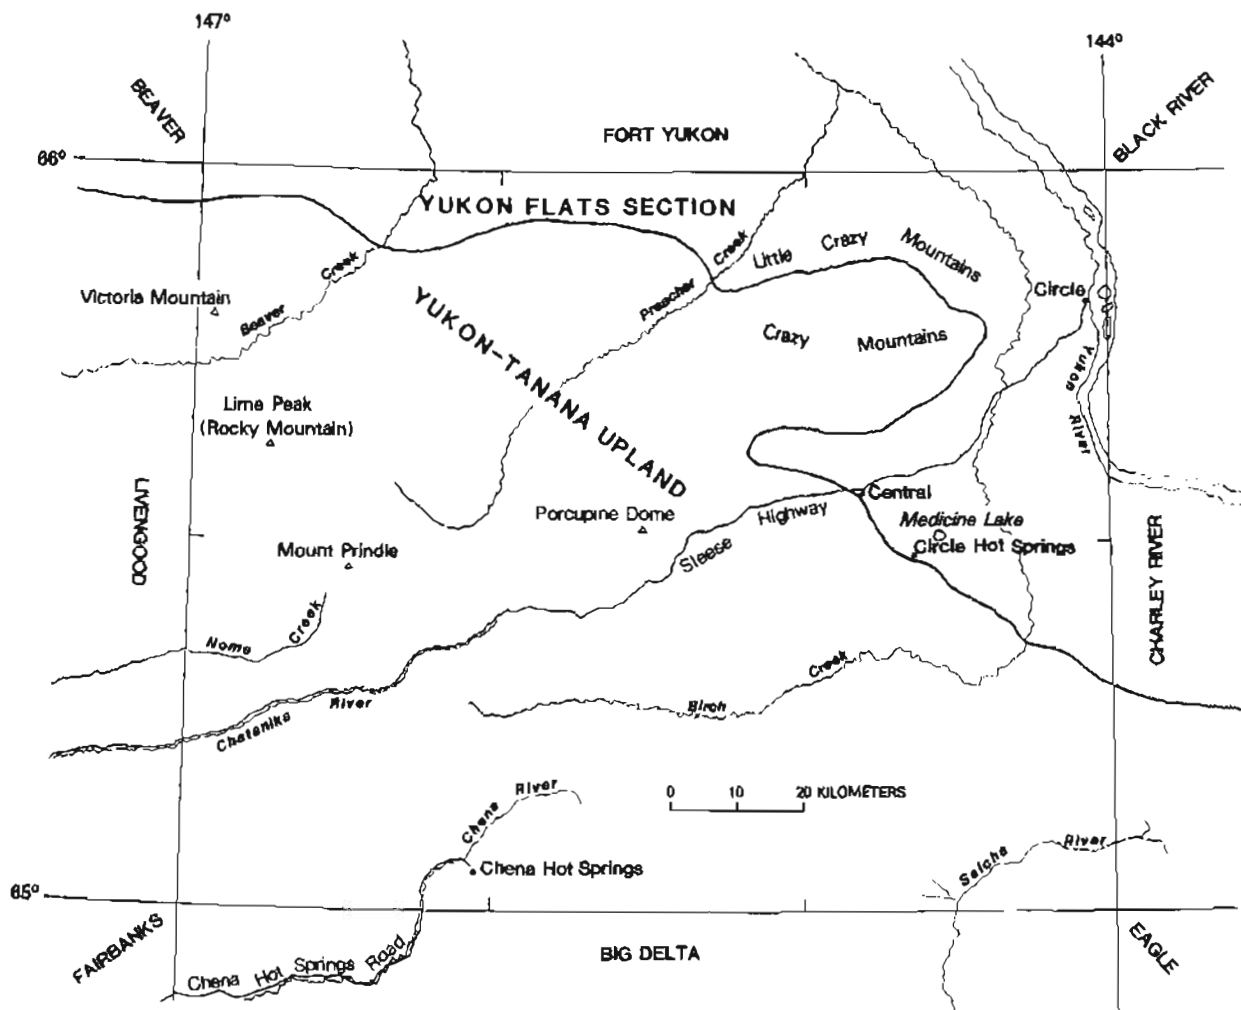 147°
144°
BEAVER
FORT YUKON
BLACK RIVER
66°
YUKON FLATS SECTION
Little Crazy Mountains
Creek
Preacher
Creek
Beaver
Victoria Mountain
Circle
YUKON-TANANA UPLAND
Crazy Mountains
Yukon
River
Lime Peak
(Rocky Mountain)
LIVENGOOD
Central
Porcupine Dome
Sleese Highway
Medicine Lake
Circle Hot Springs
Mount Prindle
CHARLEY RIVER
Nome Creek
Birch Creek
Chatanika River
0 10 20 KILOMETERS
Chena River
Chena Hot Springs
Salcha River
65°
FAIRBANKS
BIG DELTA
EAGLE
Chena Hot Springs Road